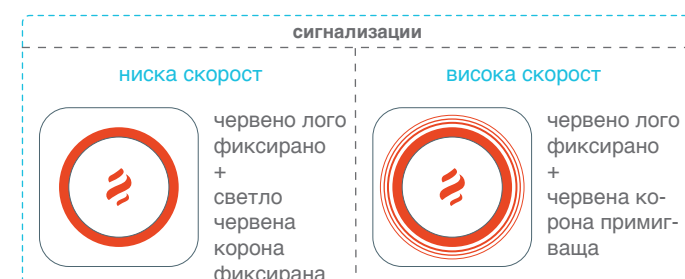 сигнализации
ниска скорост
червено лого
фиксирано
+
светло
червена
корона
фиксирана
висока скорост
червено лого
фиксирано
+
червена ко-
рона примиг-
ваща